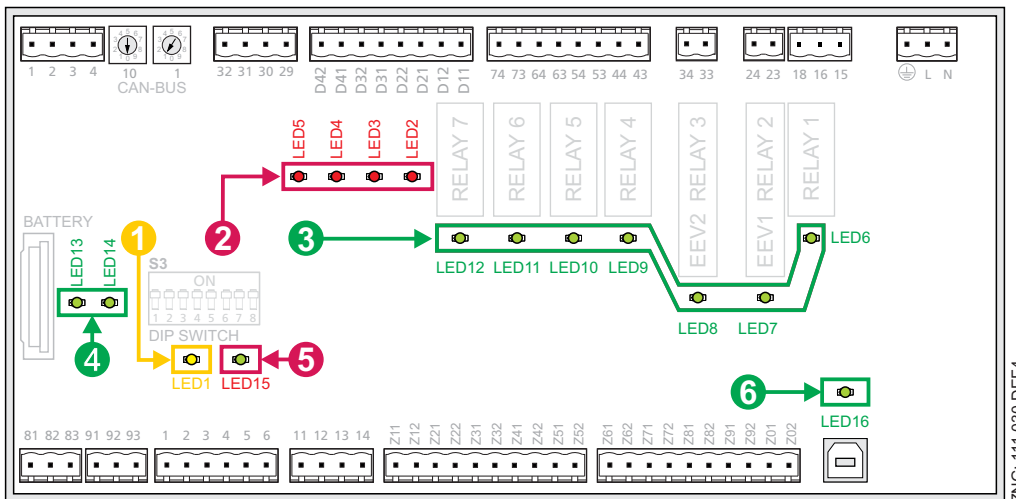 1 2 3 4
10 1
CAN-BUS
32 31 30 29
D42 D41 D32 D31 D22 D21 D12 D11
74 73 64 63 54 53 44 43
34 33
24 23
18 16 15
L N
LED5 LED4 LED3 LED2
RELAY 7
RELAY 6
RELAY 5
RELAY 4
EEV2 RELAY 3
EEV1 RELAY 2
RELAY 1
BATTERY
1
2
3
LED6
LED13 LED14
S3
ON
1 2 3 4 5 6 7 8
DIP SWITCH
LED12 LED11 LED10 LED9
LED8 LED7
4
5
LED1 LED15
6
LED16
81 82 83 91 92 93
1 2 3 4 5 6
11 12 13 14
Z11 Z12 Z21 Z22 Z31 Z32 Z41 Z42 Z51 Z52
Z61 Z62 Z71 Z72 Z81 Z82 Z91 Z92 Z01 Z02